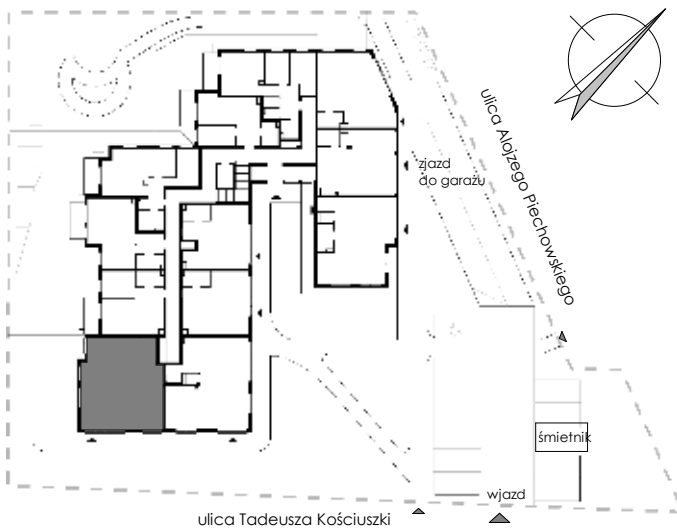 ulica Alojzego Piechowskiego
zjazd
do garażu
śmietnik
wjazd
ulica Tadeusza Kościuszki